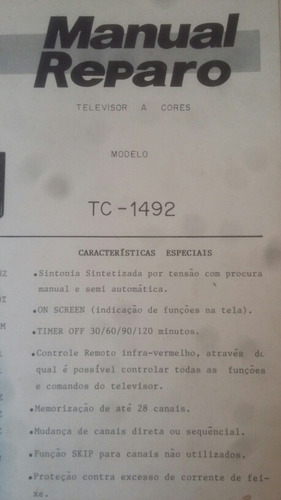 Manual
Reparo
TELEVISOR A CORES
MODELO
TC-1492
CARACTERÍSTICAS ESPECIAIS
•Sintonia Sintetizada por tensão com procura
manual e semi automática.
•ON SCREEN (indicação de funções na tela).
•TIMER OFF 30/60/90/120 minutos.
•Controle Remoto infra-vermelho, através do
qual é possível controlar todas as funções
e comandos do televisor.
•Memorização de até 28 canais.
•Mudança de canais direta ou sequêncial.
•Função SKIP para canais não utilizados.
•Proteção contra excesso de corrente de fei-
xe.